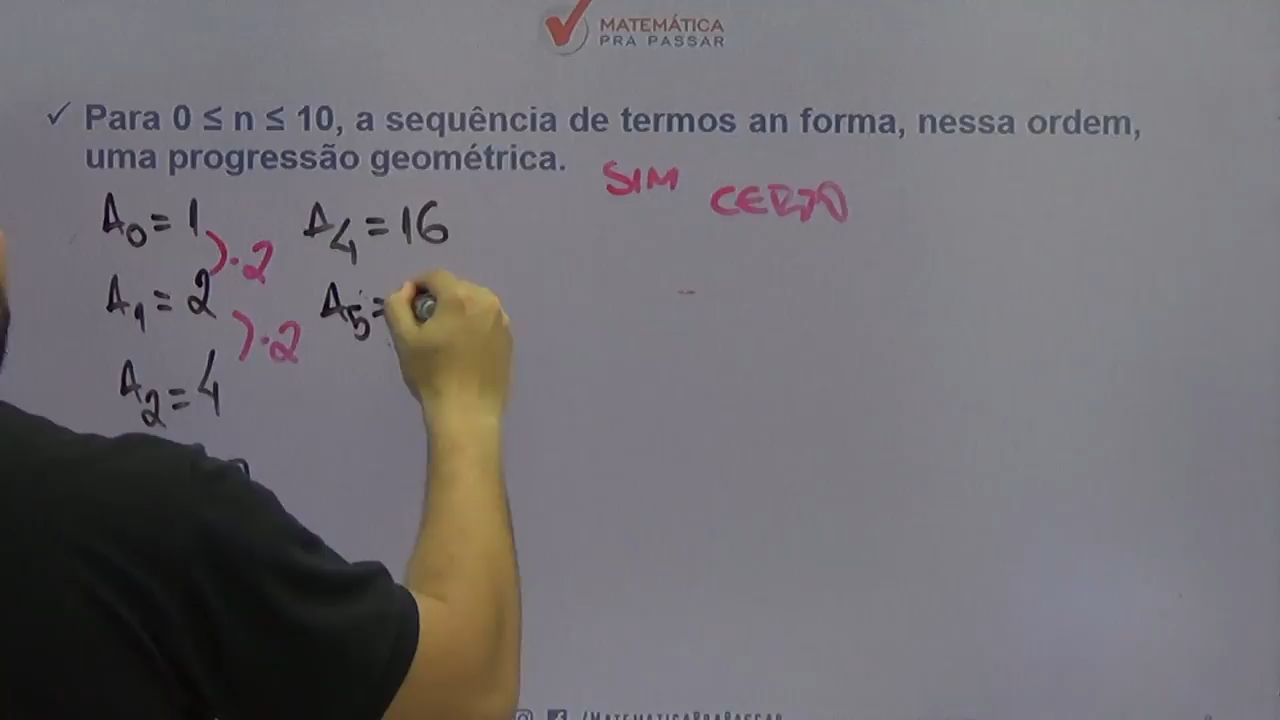 MATEMÁTICA
PRA PASSAR
✓ Para 0 ≤ n ≤ 10, a sequência de termos an forma, nessa ordem,
uma progressão geométrica.
SIM CERTO
A0 = 1
).2
A1 = 2
).2
A2 = 4
A4 = 16
A5 =
/MATEMATICAPRAPASSAR